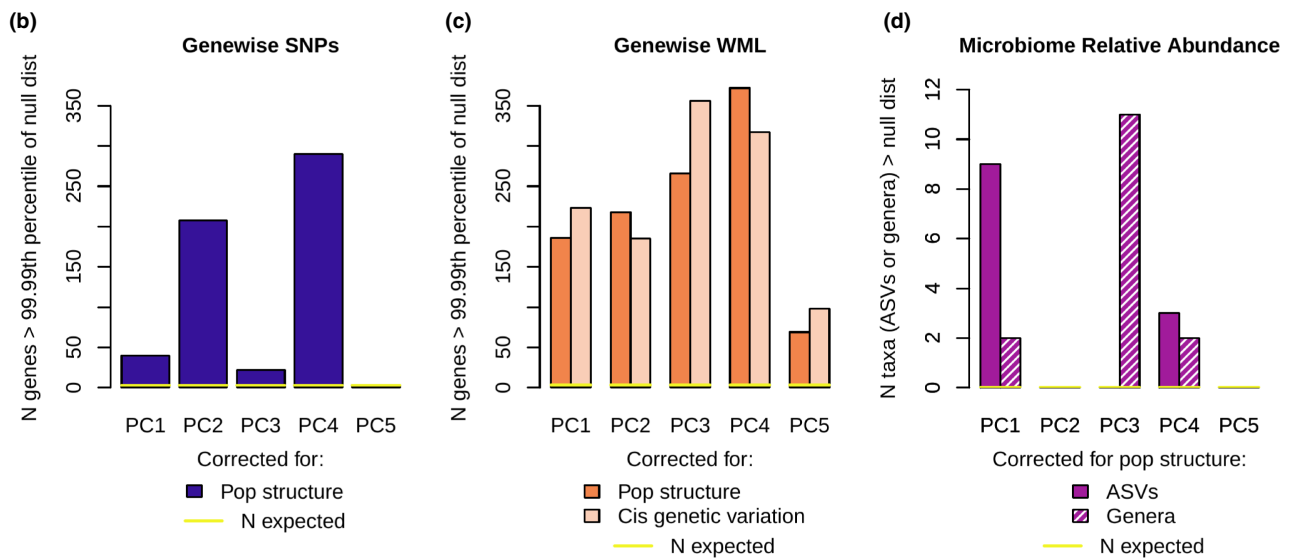 (b)
Genewise SNPs
N genes > 99.99th percentile of null dist
350
250
150
50
0
PC1 PC2 PC3 PC4 PC5
Corrected for:
Pop structure
N expected
(c)
Genewise WML
N genes > 99.99th percentile of null dist
350
250
150
50
0
PC1 PC2 PC3 PC4 PC5
Corrected for:
Pop structure
Cis genetic variation
N expected
(d)
Microbiome Relative Abundance
N taxa (ASVs or genera) > null dist
12
10
8
6
4
2
0
PC1 PC2 PC3 PC4 PC5
Corrected for pop structure:
ASVs
Genera
N expected